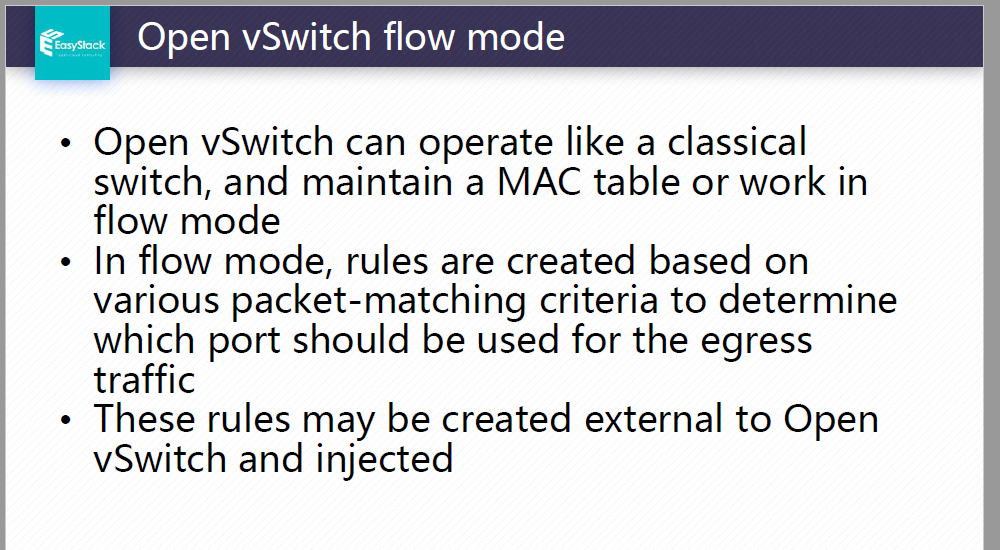 EasyStack
Open vSwitch flow mode
• Open vSwitch can operate like a classical
switch, and maintain a MAC table or work in
flow mode
• In flow mode, rules are created based on
various packet-matching criteria to determine
which port should be used for the egress
traffic
• These rules may be created external to Open
vSwitch and injected